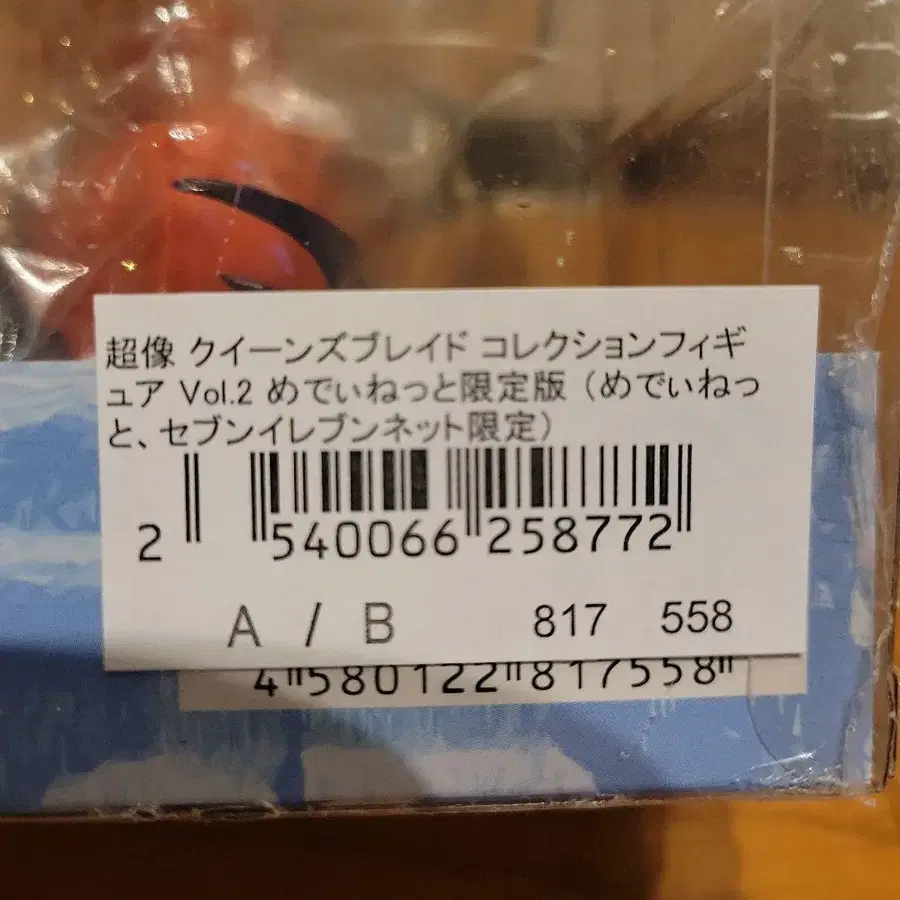 超像 クイーンズブレイド コレクションフィギ
ュア Vol.2 めでぃねっと限定版（めでぃねっ
と、セブンイレブンネット限定）
2 540066 258772
A / B 817 558
4 580122 817558